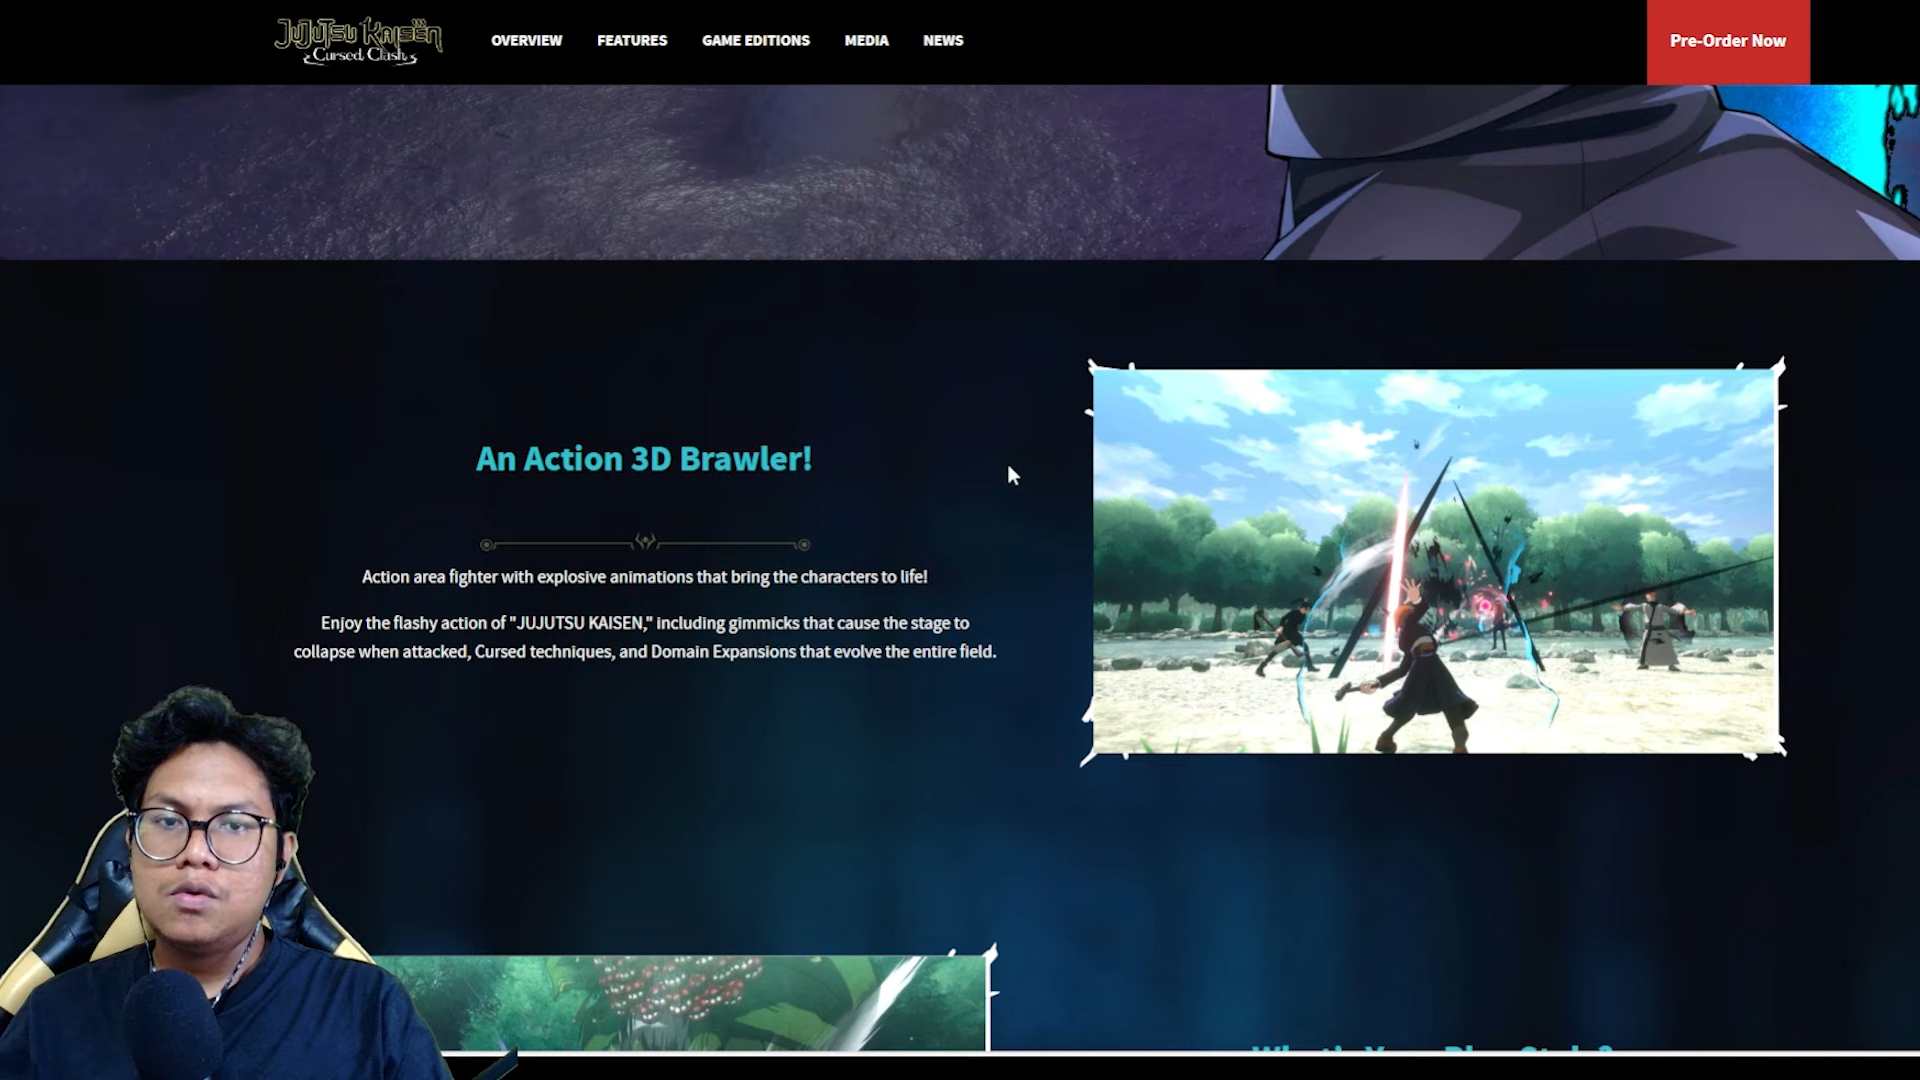 JUJUTSU KAISEN
Cursed Clash
OVERVIEW
FEATURES
GAME EDITIONS
MEDIA
NEWS
Pre-Order Now
An Action 3D Brawler!
Action area fighter with explosive animations that bring the characters to life!
Enjoy the flashy action of "JUJUTSU KAISEN," including gimmicks that cause the stage to
collapse when attacked, Cursed techniques, and Domain Expansions that evolve the entire field.